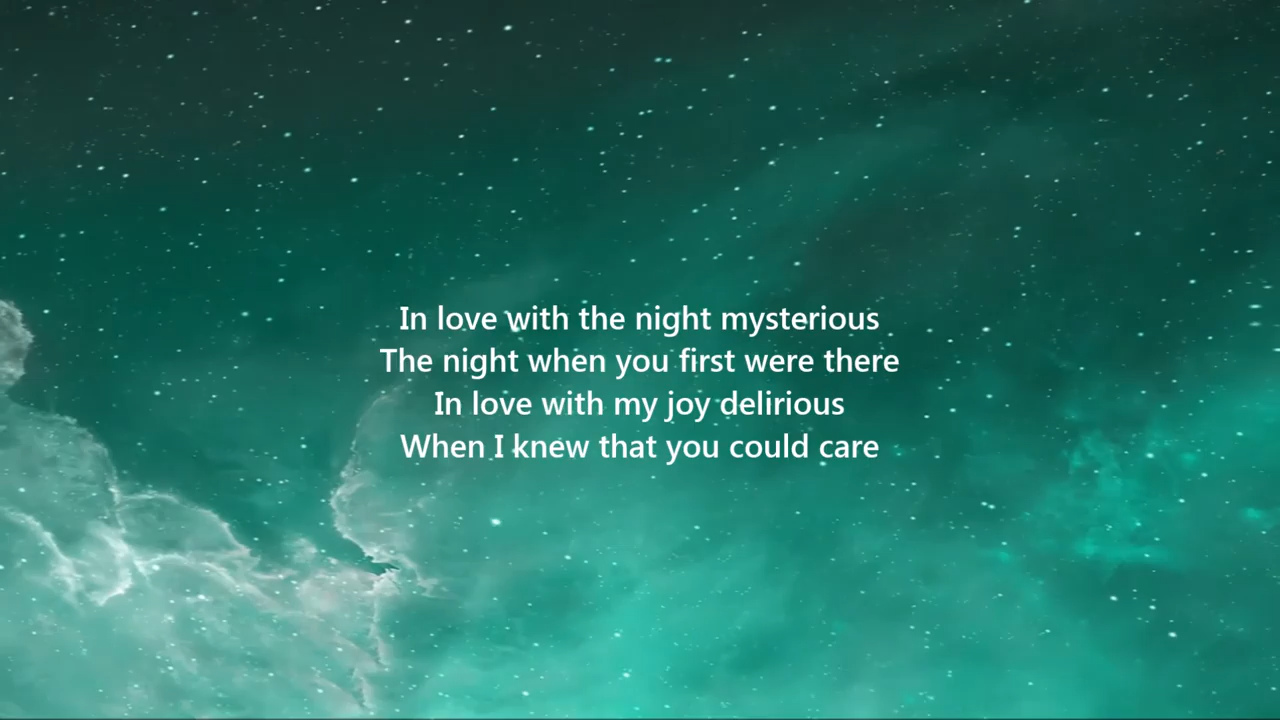 In love with the night mysterious
The night when you first were there
In love with my joy delirious
When I knew that you could care